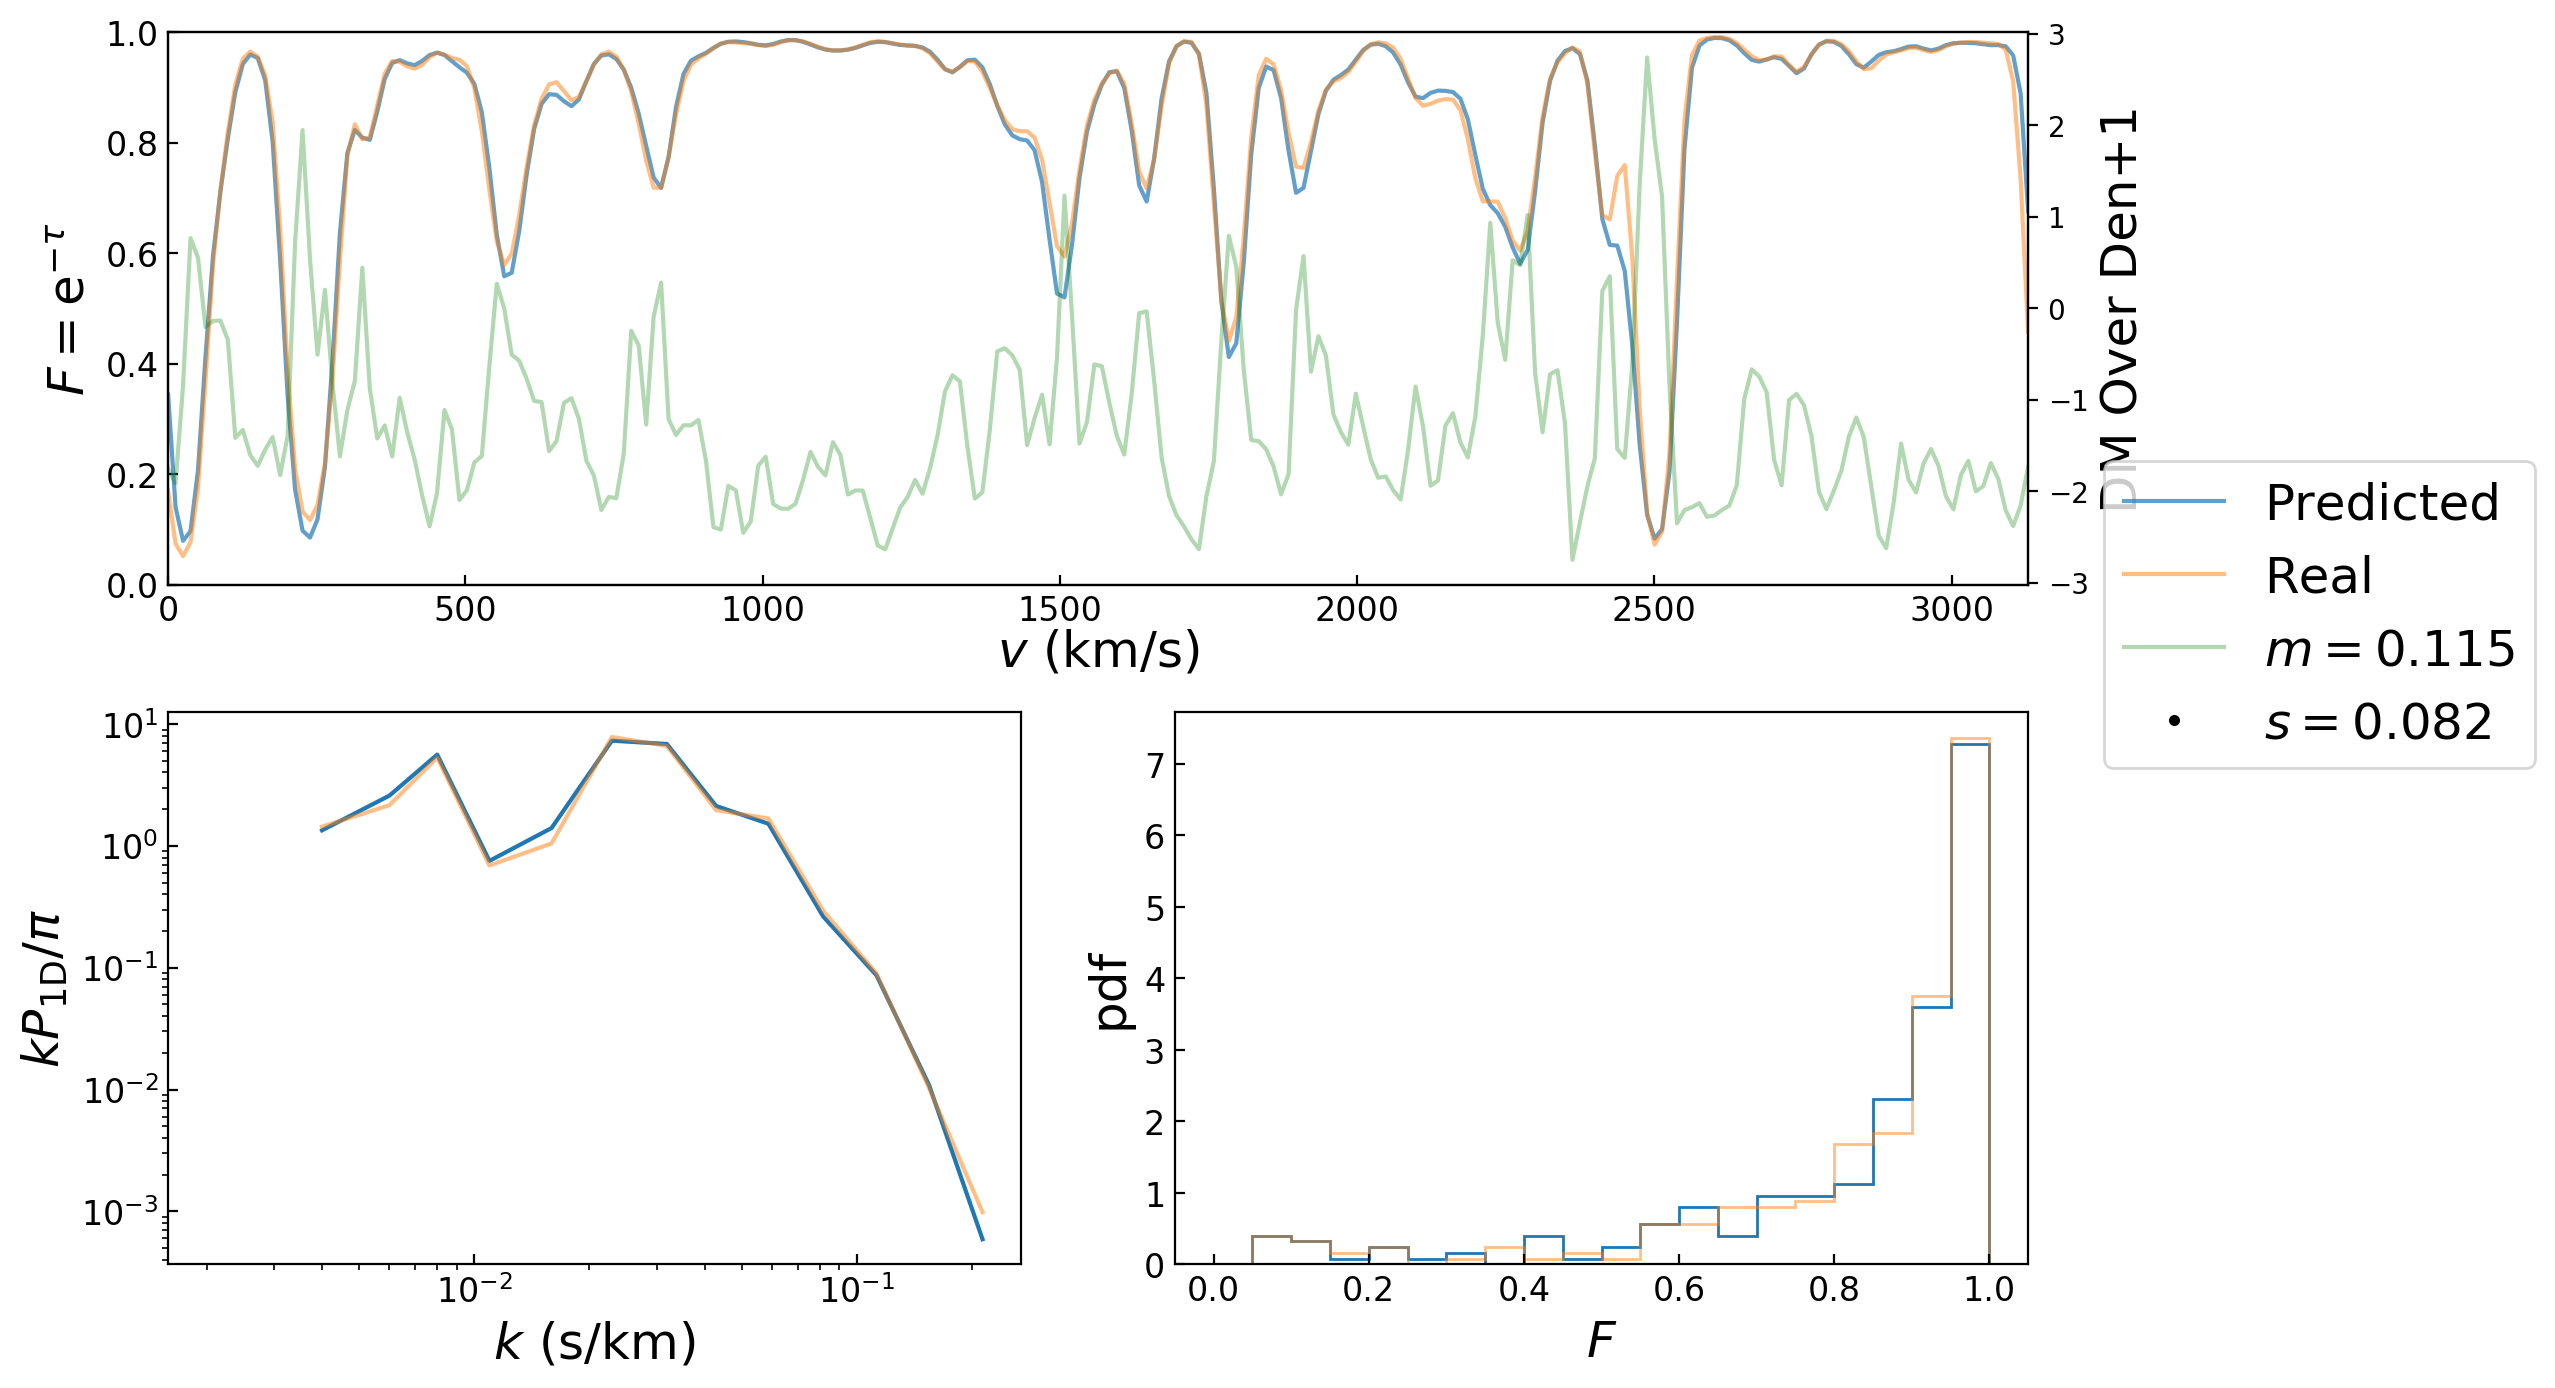 1.0
0.8
0.6
0.4
0.2
0.0
F = e^{−τ}
3
2
1
0
−1
−2
−3
DM Over Den+1
0 500 1000 1500 2000 2500 3000
v (km/s)
Predicted
Real
m = 0.115
s = 0.082
10^1
10^0
10^{−1}
10^{−2}
10^{−3}
kP_{1D}/π
10^{−2} 10^{−1}
k (s/km)
7
6
5
4
3
2
1
0
pdf
0.0 0.2 0.4 0.6 0.8 1.0
F